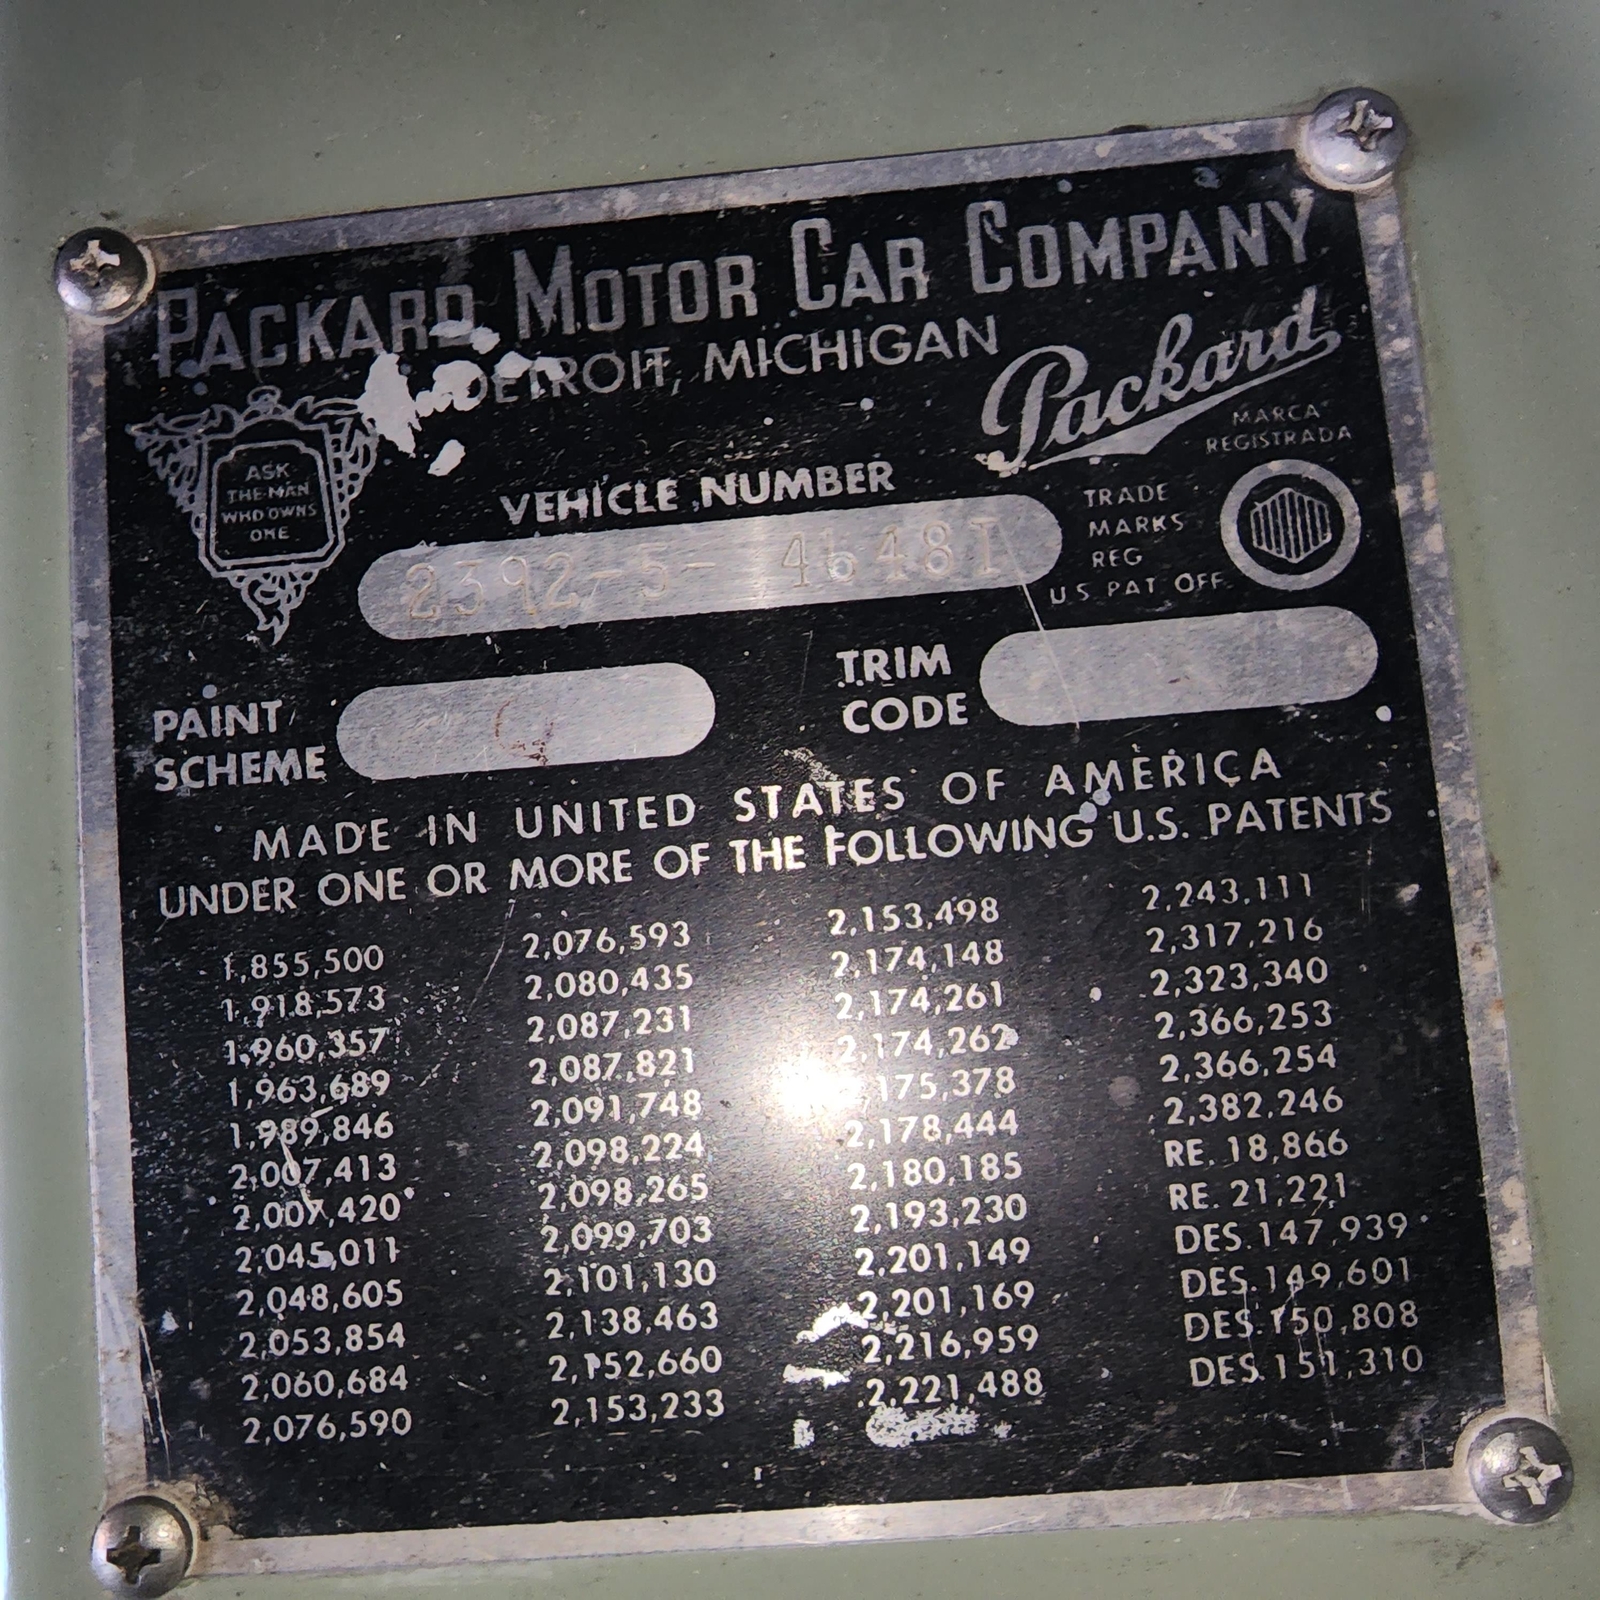 PACKARD MOTOR CAR COMPANY
DETROIT, MICHIGAN
Packard
MARCA
REGISTRADA
ASK
THE MAN
WHO OWNS
ONE
VEHICLE NUMBER
2392-5- 46481
TRADE
MARKS
REG
U S PAT OFF
PAINT
SCHEME
TRIM
CODE
MADE IN UNITED STATES OF AMERICA
UNDER ONE OR MORE OF THE FOLLOWING U.S. PATENTS
1,855,500 2,076,593 2,153,498 2,243,111
1,918,573 2,080,435 2,174,148 2,317,216
1,960,357 2,087,231 2,174,261 2,323,340
1,963,689 2,087,821 2,174,262 2,366,253
1,989,846 2,091,748 175,378 2,366,254
2,007,413 2,098,224 2,178,444 2,382,246
2,007,420 2,098,265 2,180,185 RE. 18,866
2,045,011 2,099,703 2,193,230 RE. 21,221
2,048,605 2,101,130 2,201,149 DES. 147,939
2,053,854 2,138,463 2,201,169 DES. 149,601
2,060,684 2,152,660 2,216,959 DES. 150,808
2,076,590 2,153,233 2,221,488 DES. 151,310